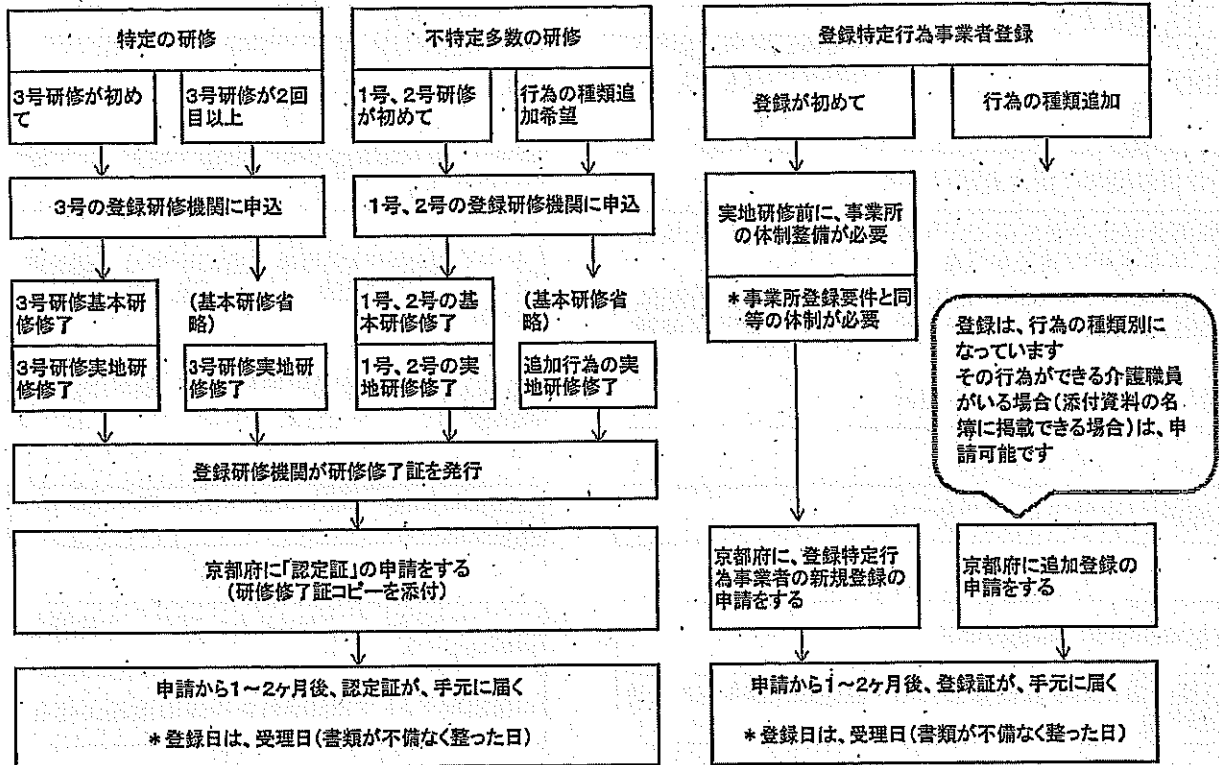 特定の研修
不特定多数の研修
登録特定行為事業者登録
3号研修が初め
て
3号研修が2回
目以上
1号、2号研修
が初めて
行為の種類追
加希望
登録が初めて
行為の種類追加
3号の登録研修機関に申込
1号、2号の登録研修機関に申込
実地研修前に、事業所
の体制整備が必要
*事業所登録要件と同
等の体制が必要
3号研修基本研
修修了
(基本研修省
略)
1号、2号の基
本研修修了
(基本研修省
略)
3号研修実地研
修修了
3号研修実地研
修修了
1号、2号の実
地研修修了
追加行為の実
地研修修了
登録は、行為の種類別に
なっています
その行為ができる介護職員
がいる場合(添付資料の名
簿に掲載できる場合)は、申
請可能です
登録研修機関が研修修了証を発行
京都府に「認定証」の申請をする
(研修修了証コピーを添付)
京都府に、登録特定行
為事業者の新規登録の
申請をする
京都府に追加登録の
申請をする
申請から1~2ヶ月後、認定証が、手元に届く
*登録日は、受理日(書類が不備なく整った日)
申請から1~2ヶ月後、登録証が、手元に届く
*登録日は、受理日(書類が不備なく整った日)